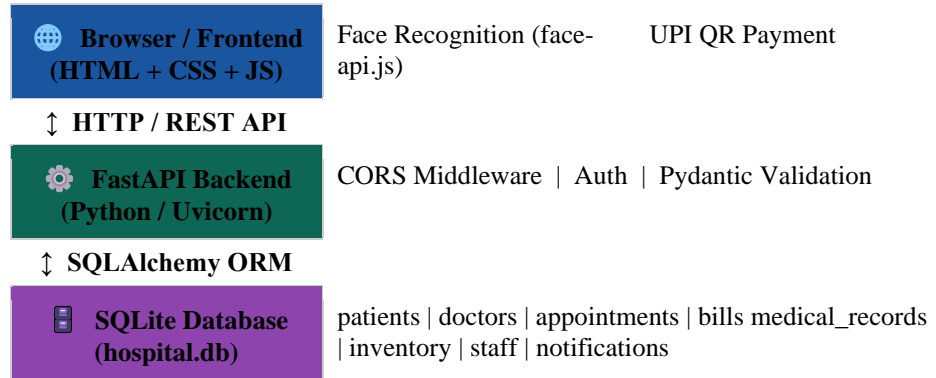 Browser / Frontend
(HTML + CSS + JS)
Face Recognition (face-
api.js)
UPI QR Payment
↕ HTTP / REST API
FastAPI Backend
(Python / Uvicorn)
CORS Middleware | Auth | Pydantic Validation
↕ SQLAlchemy ORM
SQLite Database
(hospital.db)
patients | doctors | appointments | bills medical_records
| inventory | staff | notifications